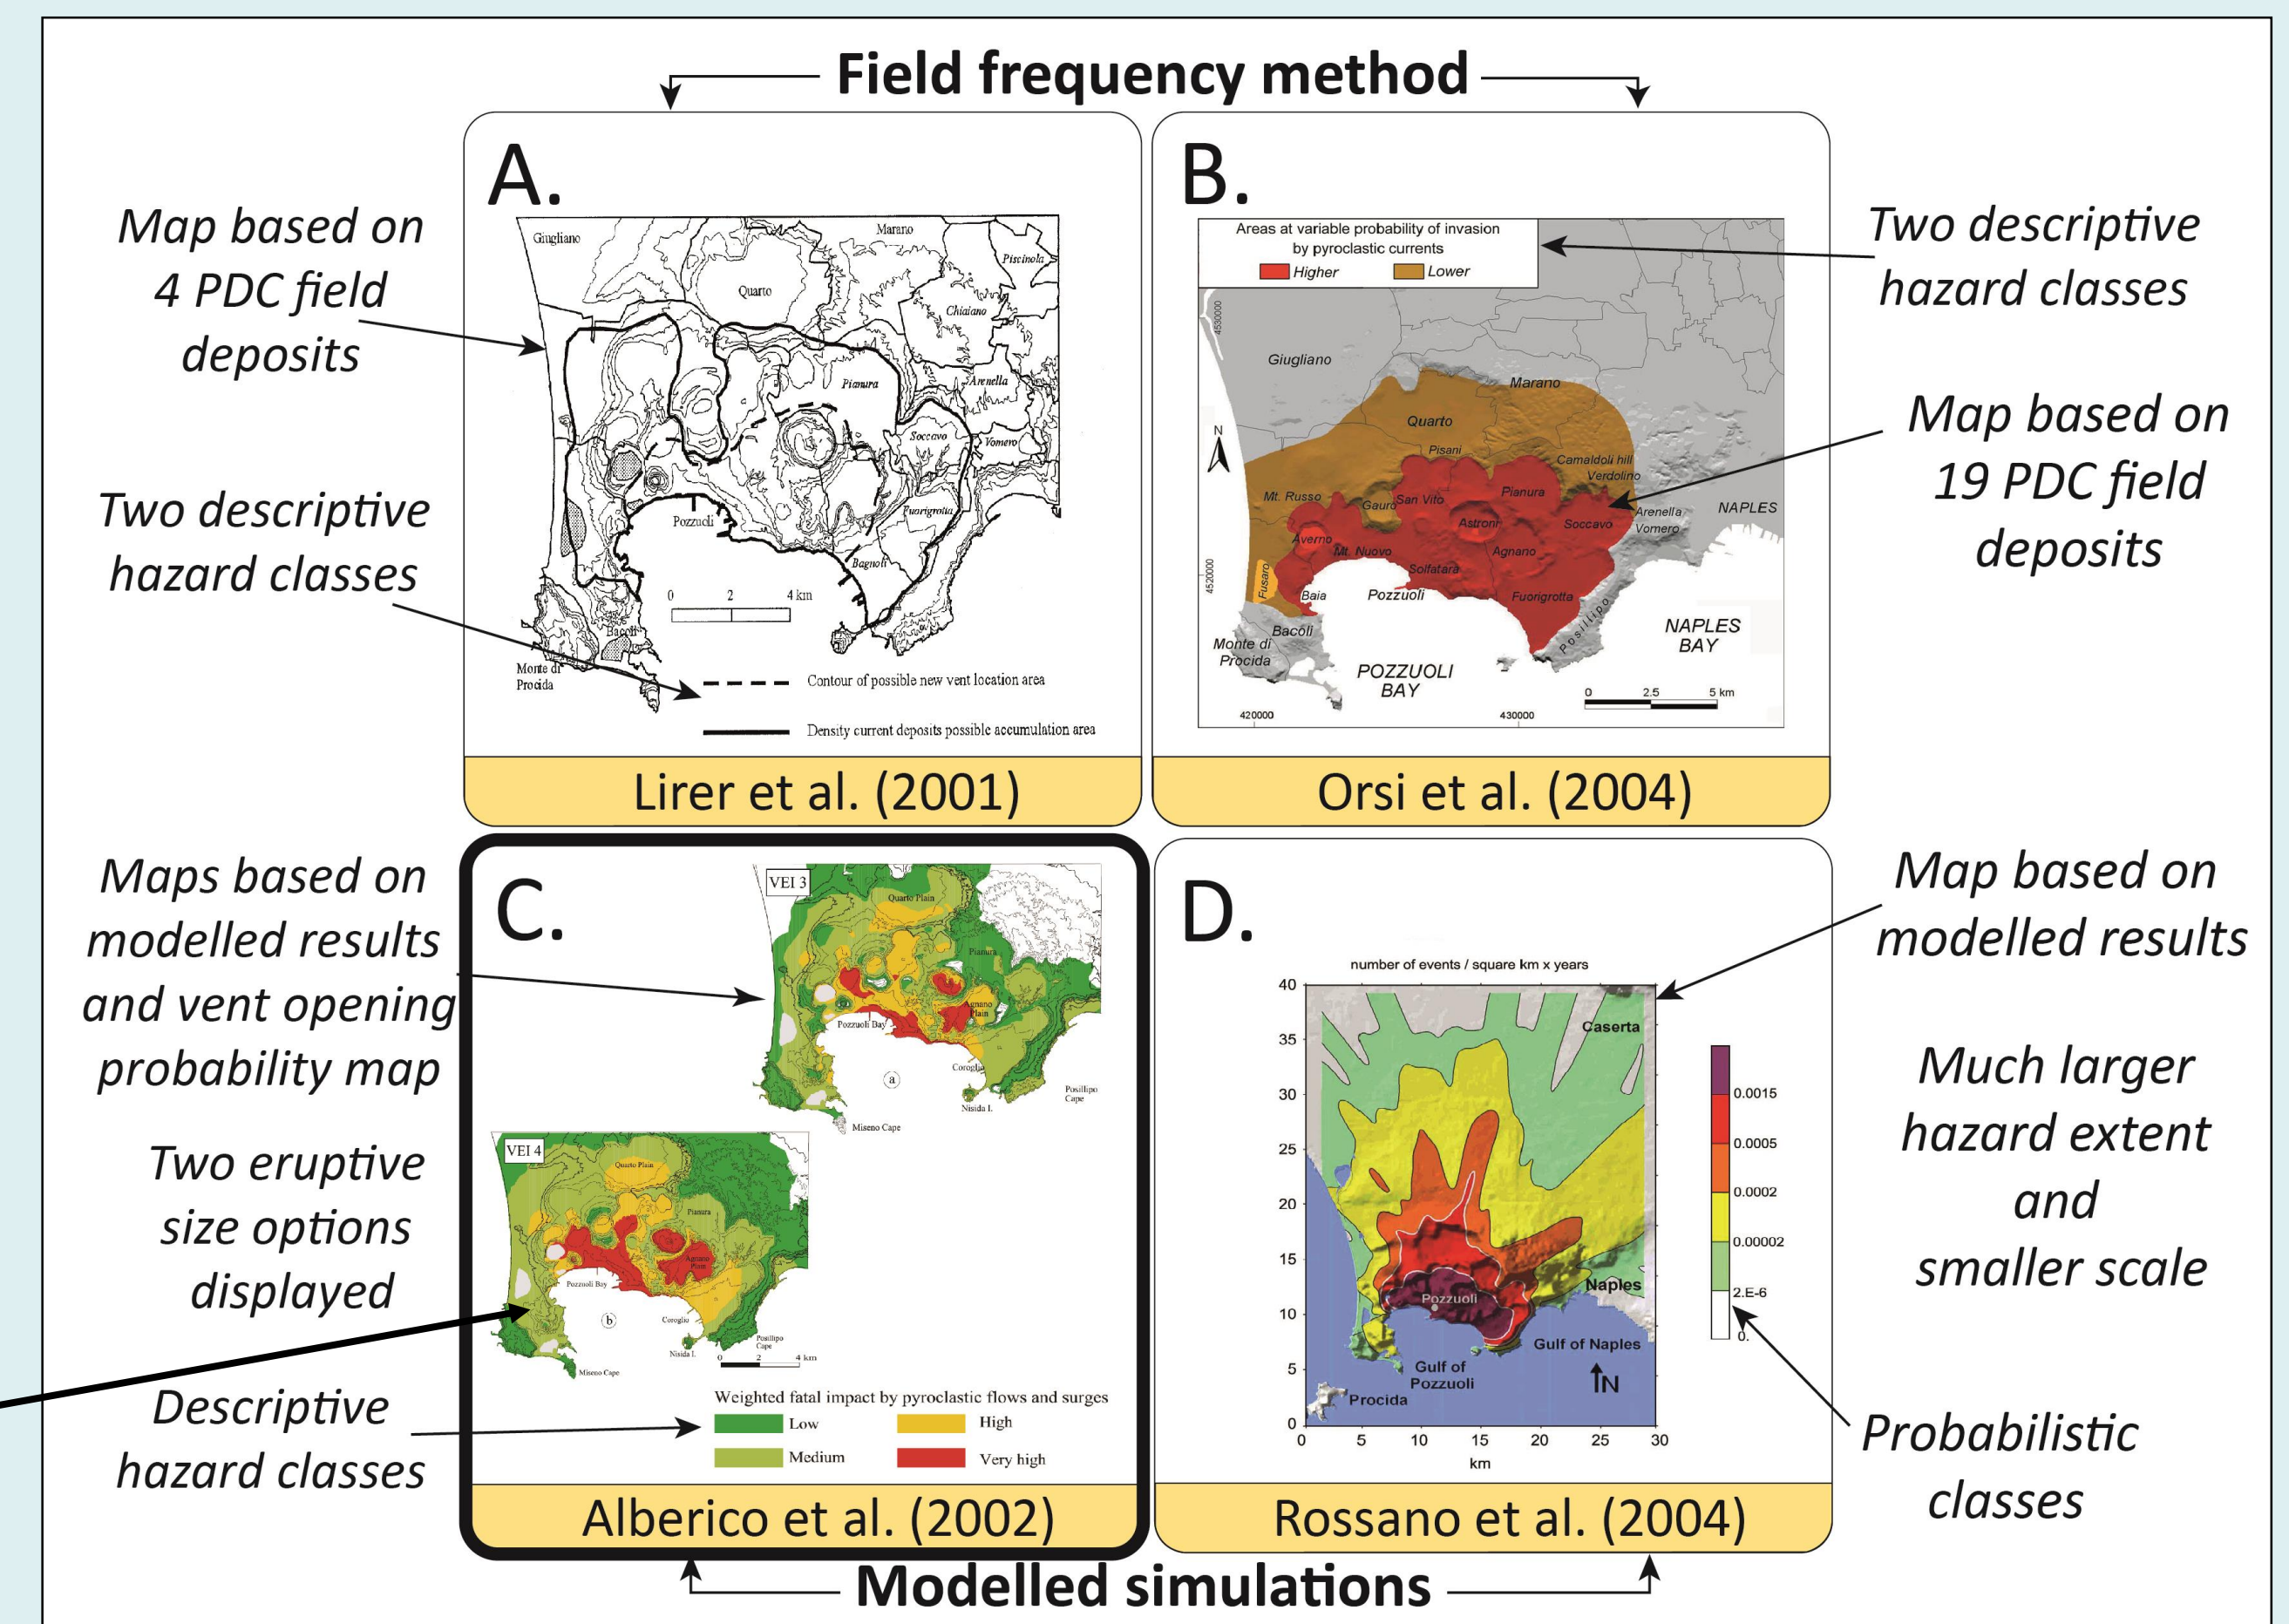 Field frequency method
A.
Map based on
4 PDC field
deposits
Two descriptive
hazard classes
Giugliano
Marano
Piscinola
Quarto
Chiaiano
Pianura
Arenella
Soccavo
Vomero
Pozzuoli
Fuorigrotta
Bagnoli
0 2 4 km
Bacoli
Monte di
Procida
Contour of possible new vent location area
Density current deposits possible accumulation area
Lirer et al. (2001)
B.
Areas at variable probability of invasion
by pyroclastic currents
Higher Lower
Two descriptive
hazard classes
Map based on
19 PDC field
deposits
4530000
Giugliano
Marano
Quarto
N
Pisani
Camaldoli hill
Verdolino
Mt. Russo
Gauro
San Vito
Pianura
Arenella
NAPLES
Astroni
Soccavo
Vomero
Averno
Mt. Nuovo
Agnano
Solfatara
4520000
Fusaro
Baia
Pozzuoli
Fuorigrotta
Posillipo
Bacoli
NAPLES
BAY
Monte di
Procida
POZZUOLI
BAY
0 2.5 5 km
420000
430000
Orsi et al. (2004)
C.
Maps based on
modelled results
and vent opening
probability map
Two eruptive
size options
displayed
Descriptive
hazard classes
VEI 3
Quarto Plain
Pianura
Agnano
Plain
Pozzuoli Bay
a
Coroglio
Nisida I.
Posillipo
Cape
Miseno Cape
VEI 4
Quarto Plain
Pianura
Agnano
Plain
Pozzuoli Bay
b
Coroglio
Nisida I.
Posillipo
Cape
0 2 4 km
Miseno Cape
Weighted fatal impact by pyroclastic flows and surges
Low High
Medium Very high
Alberico et al. (2002)
D.
Map based on
modelled results
Much larger
hazard extent
and
smaller scale
Probabilistic
classes
number of events / square km x years
40
35
30
25
20
15
10
5
0
Caserta
Pozzuoli
Naples
Gulf of Naples
Gulf of
Pozzuoli
N
Procida
0 5 10 15 20 25 30
km
0.0015
0.0005
0.0002
0.00002
2.E-6
0.
Rossano et al. (2004)
Modelled simulations